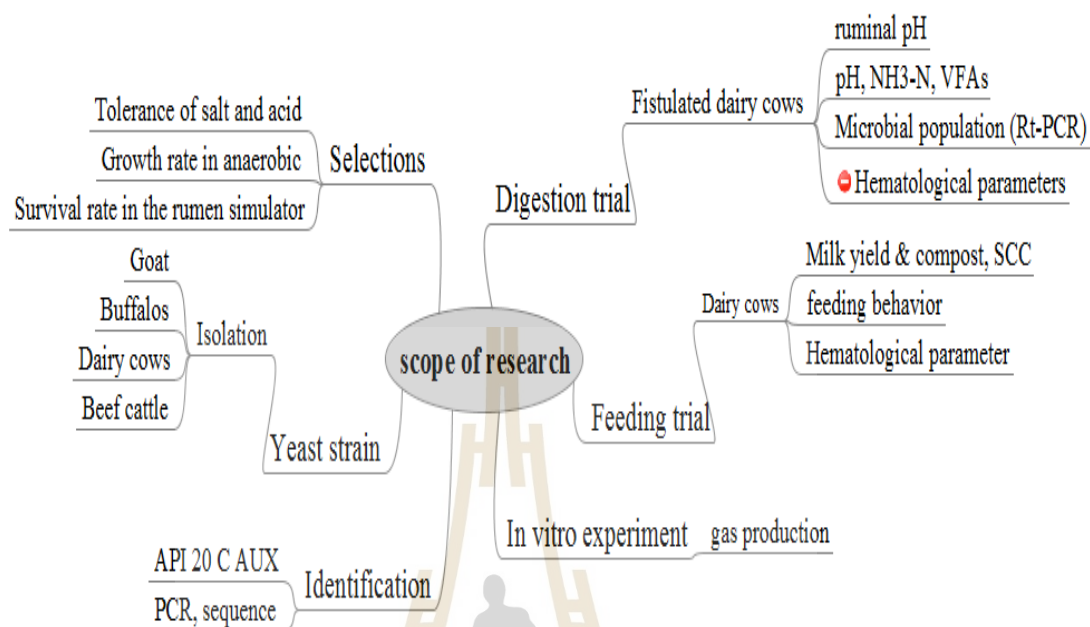 ruminal pH
pH, NH3-N, VFAs
Fistulated dairy cows
Microbial population (Rt-PCR)
Hematological parameters
Digestion trial
Tolerance of salt and acid
Growth rate in anaerobic
Selections
Survival rate in the rumen simulator
Goat
Buffalos
Isolation
Dairy cows
Beef cattle
Yeast strain
scope of research
Milk yield & compost, SCC
Dairy cows
feeding behavior
Hematological parameter
Feeding trial
In vitro experiment
gas production
API 20 C AUX
Identification
PCR, sequence